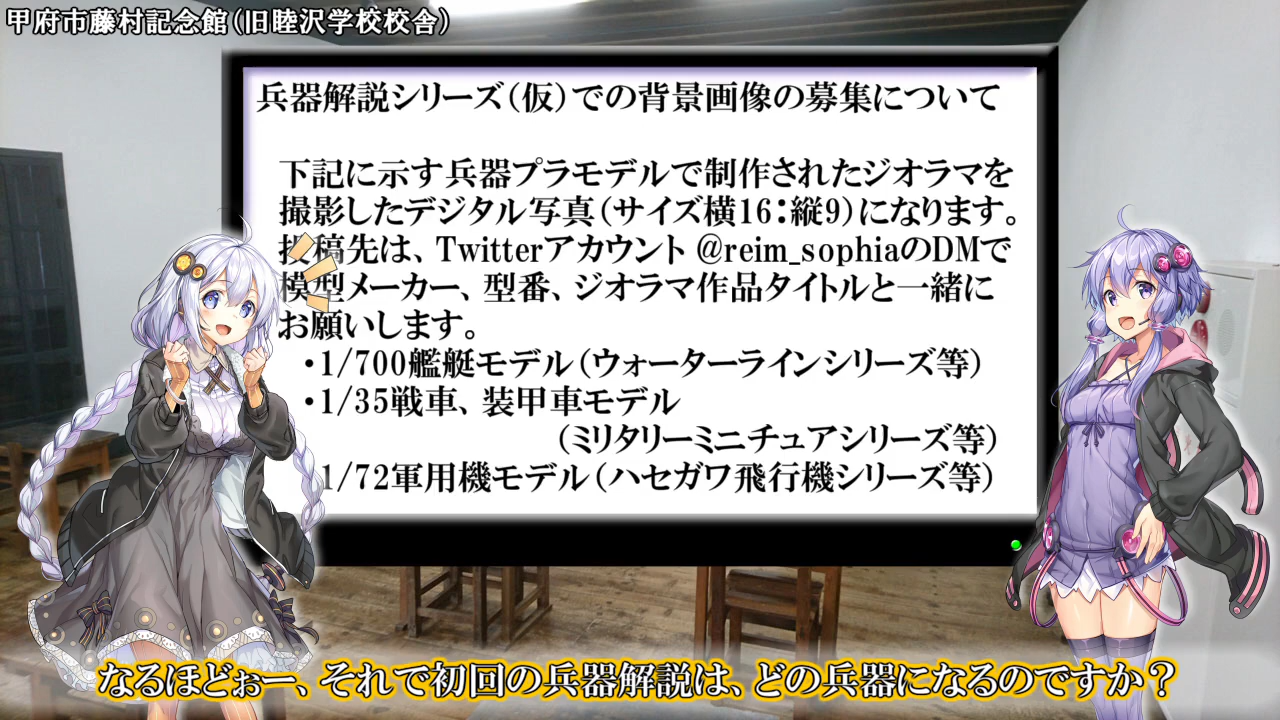 甲府市藤村記念館（旧睦沢学校校舎）
兵器解説シリーズ（仮）での背景画像の募集について
下記に示す兵器プラモデルで制作されたジオラマを
撮影したデジタル写真（サイズ横16：縦9）になります。
投稿先は、Twitterアカウント @reim_sophiaのDMで
模型メーカー、型番、ジオラマ作品タイトルと一緒に
お願いします。
・1/700艦艇モデル（ウォーターラインシリーズ等）
・1/35戦車、装甲車モデル
（ミリタリーミニチュアシリーズ等）
1/72軍用機モデル（ハセガワ飛行機シリーズ等）
なるほどぉー、それで初回の兵器解説は、どの兵器になるのですか？